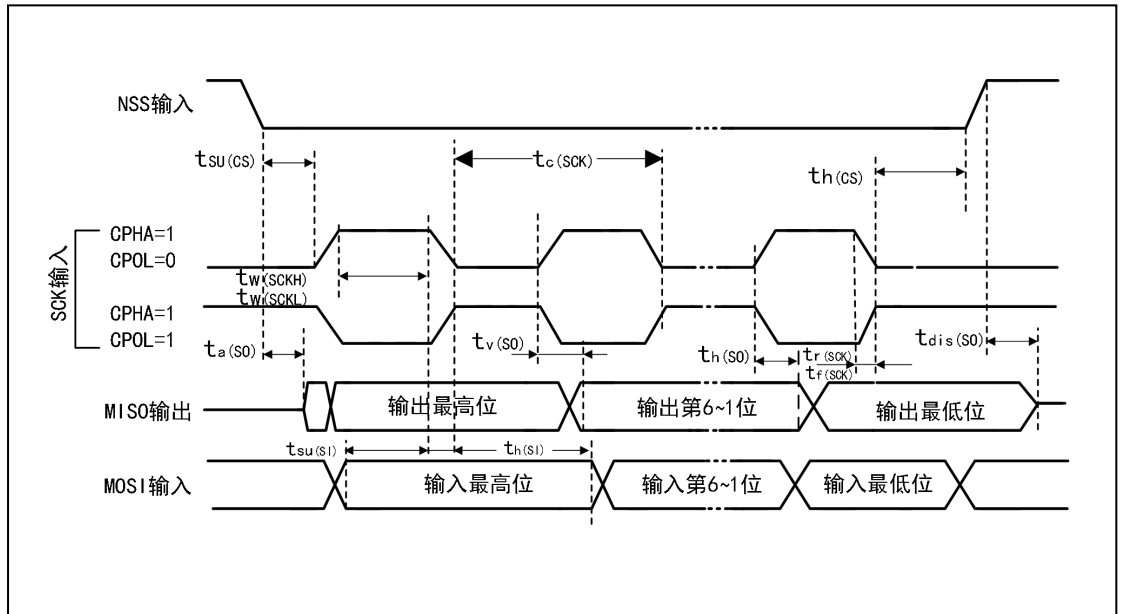 NSS输入
tSU(CS)
tc(SCK)
th(CS)
SCK输入
CPHA=1
CPOL=0
tW(SCKH)
tW(SCKL)
CPHA=1
CPOL=1
ta(SO)
tv(SO)
th(SO)
tr(SCK)
tf(SCK)
tdis(SO)
MISO输出
输出最高位
输出第6~1位
输出最低位
tsu(SI)
th(SI)
MOSI输入
输入最高位
输入第6~1位
输入最低位